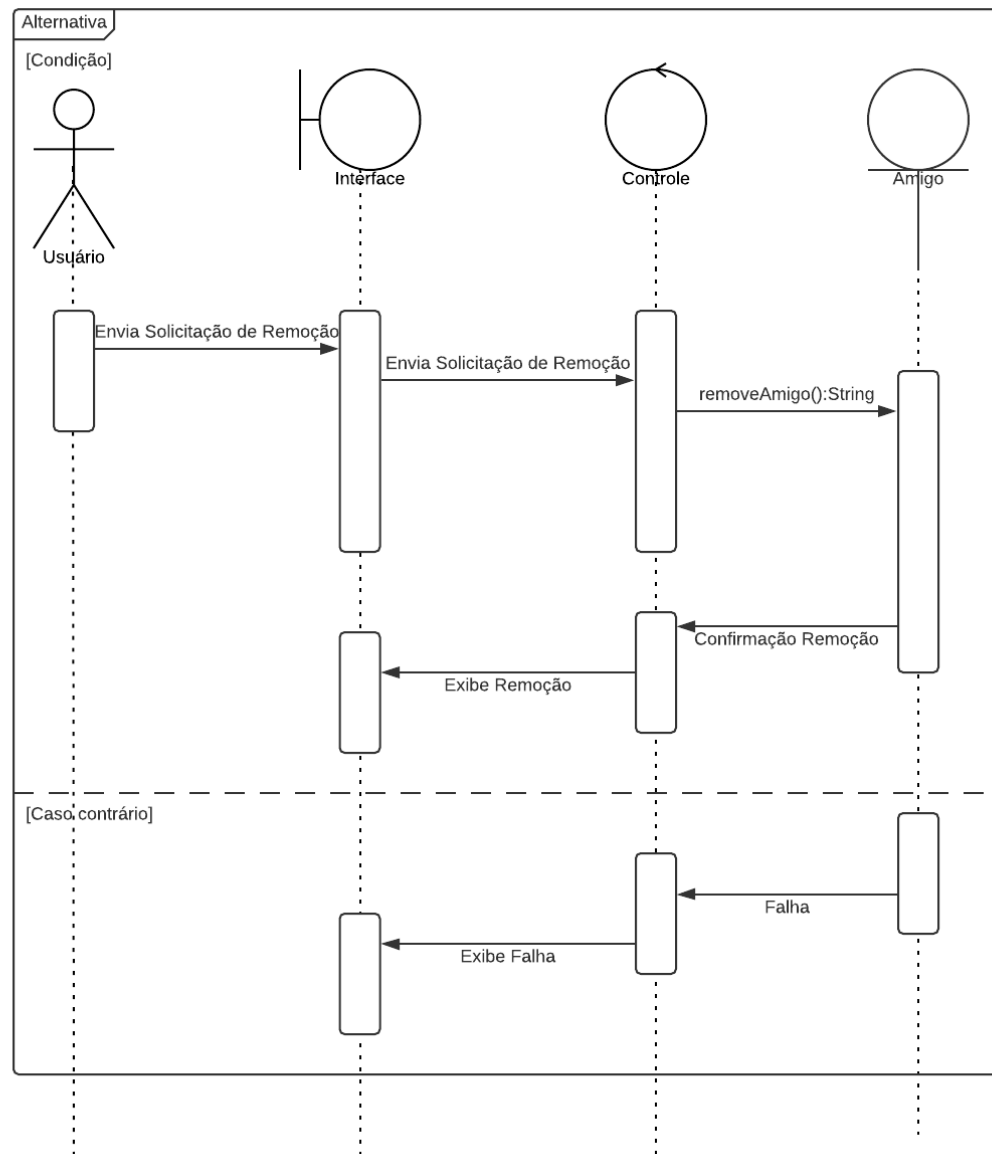 Alternativa
[Condição]
Interface
Controle
Amigo
Usuário
Envia Solicitação de Remoção
Envia Solicitação de Remoção
removeAmigo():String
Confirmação Remoção
Exibe Remoção
[Caso contrário]
Falha
Exibe Falha